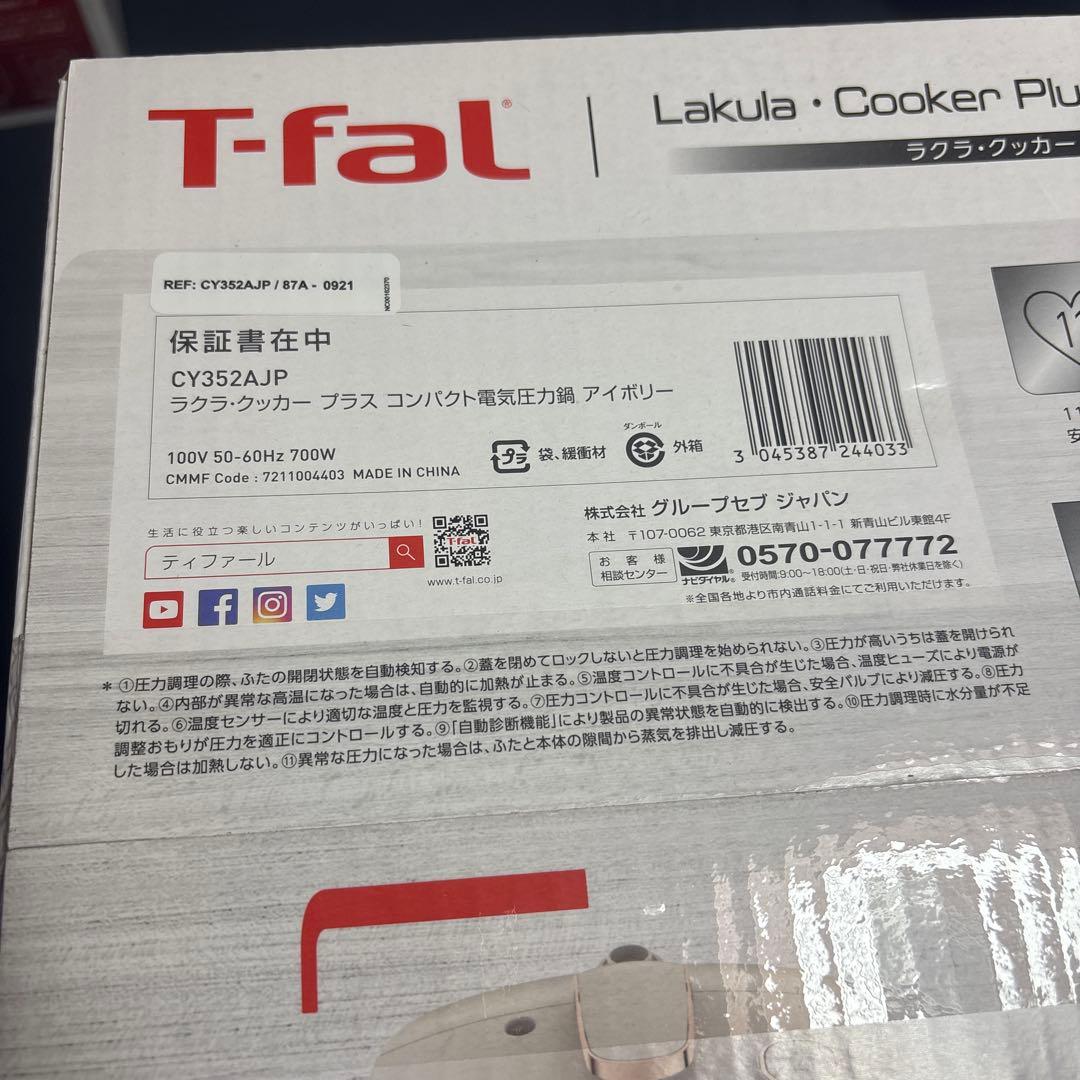 T-fal®
Lakula・Cooker Plu
ラクラ・クッカー
REF: CY352AJP / 87A - 0921
NC00162370
保証書在中
CY352AJP
ラクラ・クッカー プラス コンパクト電気圧力鍋 アイボリー
100V 50-60Hz 700W
CMMF Code : 7211004403 MADE IN CHINA
プラ 袋、緩衝材
ダンボール
外箱
3 045387 244033
生活に役立つ楽しいコンテンツがいっぱい!
ティファール
T-fal
www.t-fal.co.jp
株式会社 グループセブ ジャパン
本社 〒107-0062 東京都港区南青山1-1-1 新青山ビル東館4F
お客様
相談センター
ナビダイヤル®
0570-077772
受付時間:9:00~18:00(土・日・祝日・弊社休業日を除く)
※全国各地より市内通話料金にてご利用いただけます。
*①圧力調理の際、ふたの開閉状態を自動検知する。②蓋を閉めてロックしないと圧力調理を始められない。③圧力が高いうちは蓋を開けられ
ない。④内部が異常な高温になった場合は、自動的に加熱が止まる。⑤温度コントロールに不具合が生じた場合、温度ヒューズにより電源が
切れる。⑥温度センサーにより適切な温度と圧力を監視する。⑦圧力コントロールに不具合が生じた場合、安全バルブにより減圧する。⑧圧力
調整おもりが圧力を適正にコントロールする。⑨「自動診断機能」により製品の異常状態を自動的に検出する。⑩圧力調理時に水分量が不足
した場合は加熱しない。⑪異常な圧力になった場合は、ふたと本体の隙間から蒸気を排出し減圧する。
11
安